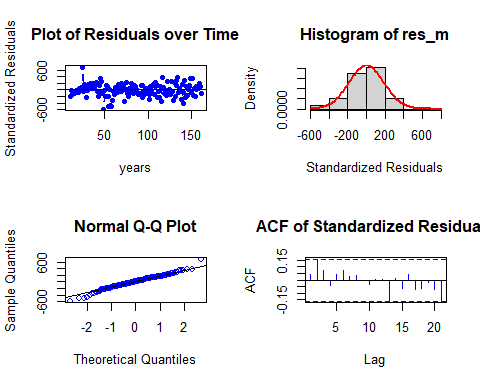 Plot of Residuals over Time
Standardized Residuals
600
-600
50
100
150
years
Histogram of res_m
Density
0.0000
-600
-200
200
600
Standardized Residuals
Normal Q-Q Plot
Sample Quantiles
600
-600
-2
-1
0
1
2
Theoretical Quantiles
ACF of Standardized Residua
ACF
0.15
-0.15
5
10
15
20
Lag